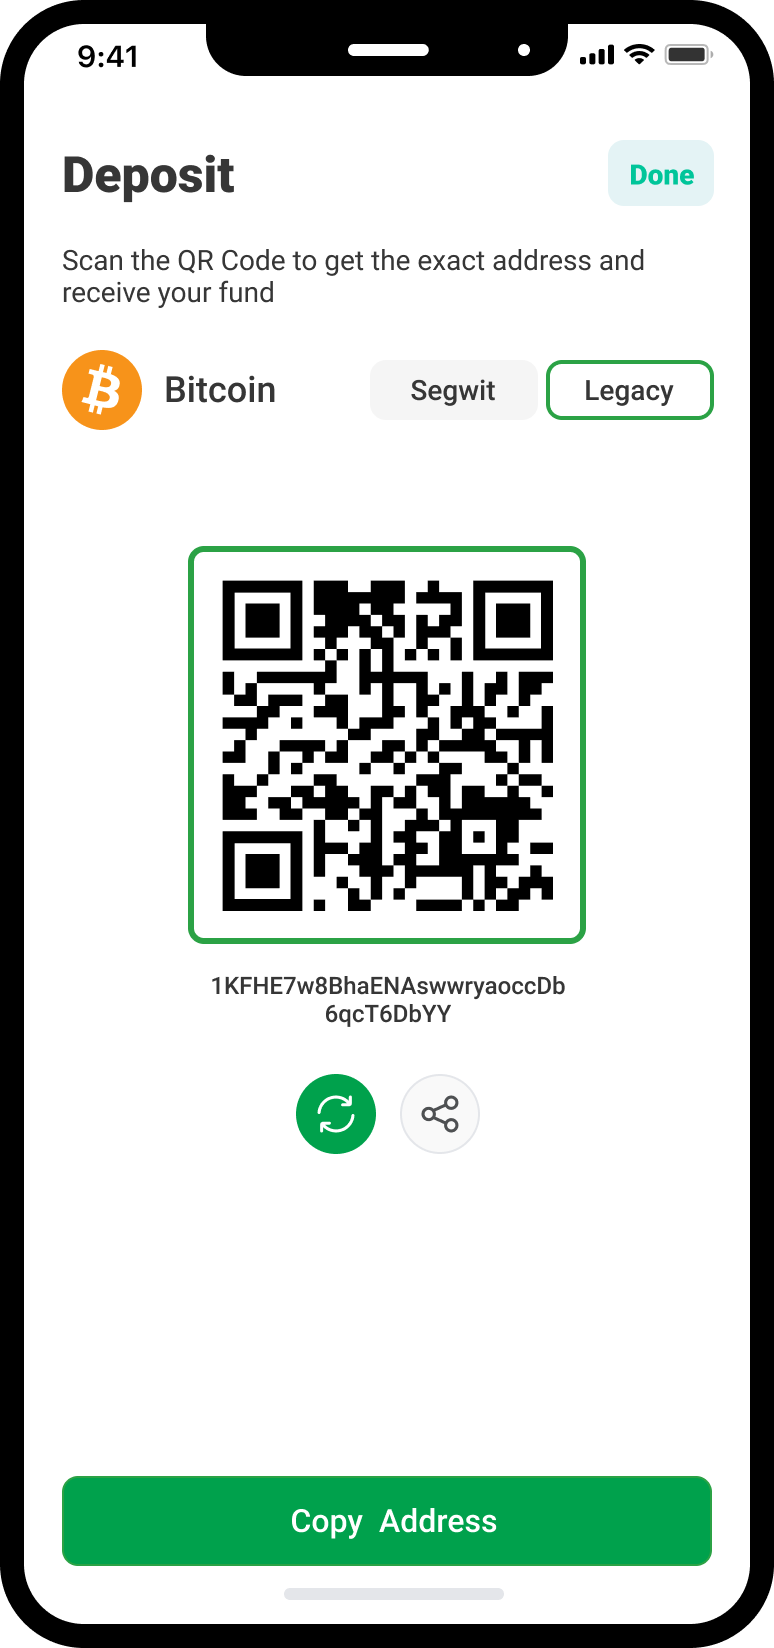 9:41
Deposit
Done
Scan the QR Code to get the exact address and
receive your fund
Bitcoin
Segwit
Legacy
1KFHE7w8BhaENAswwryaoccDb
6qcT6DbYY
Copy Address